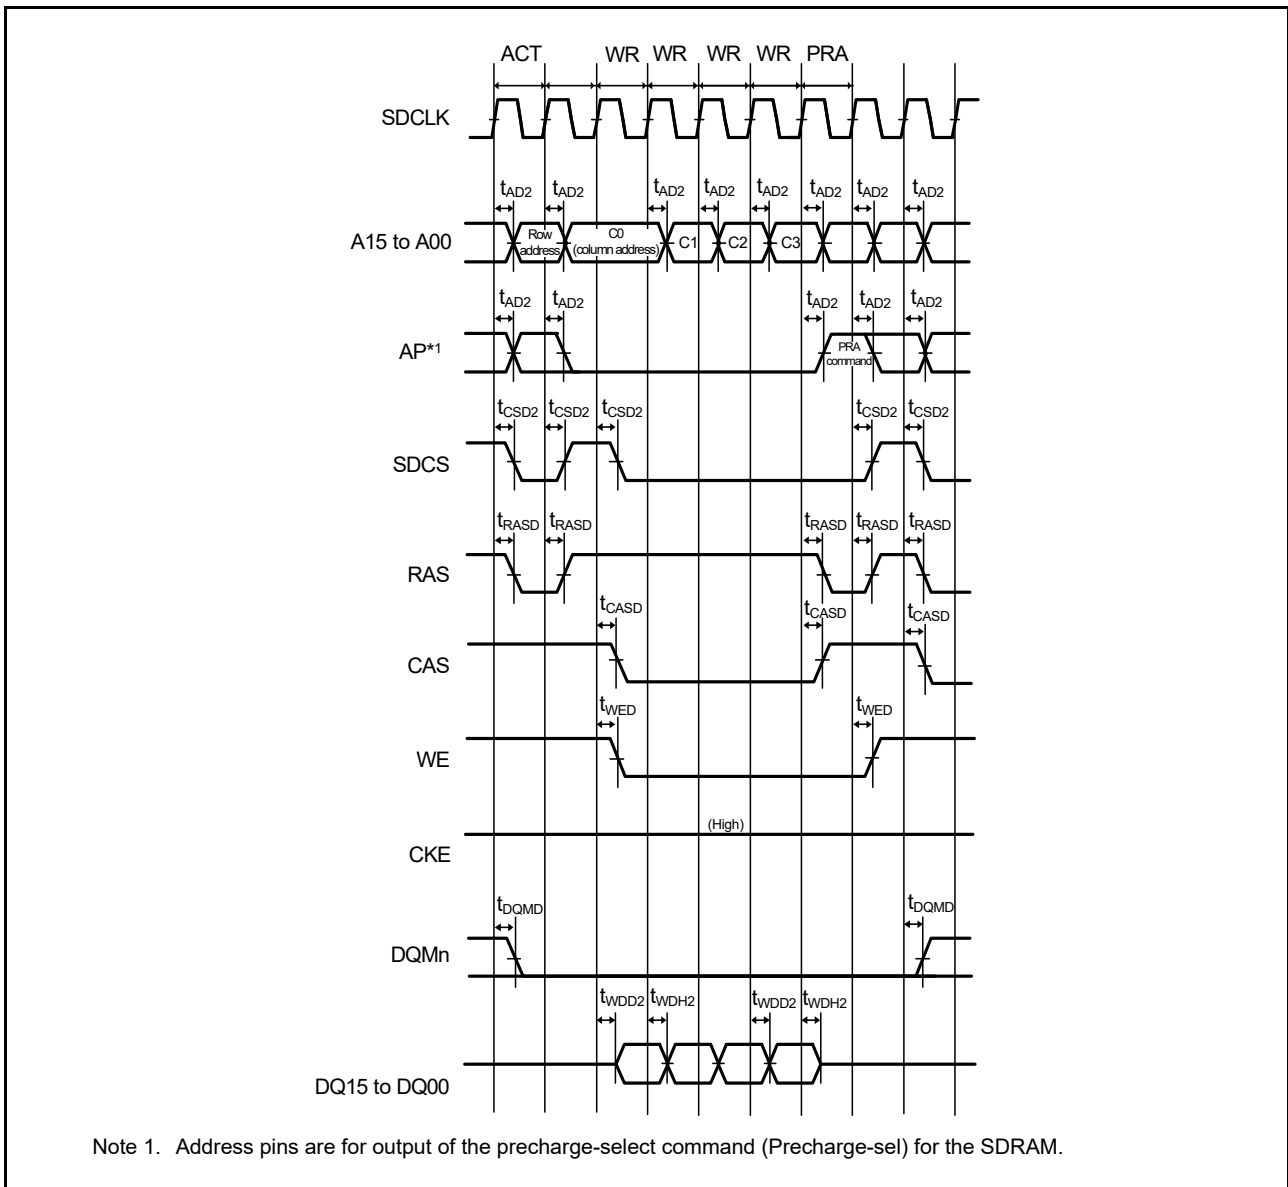 ACT WR WR WR WR PRA
SDCLK
tAD2 tAD2 tAD2 tAD2 tAD2 tAD2 tAD2 tAD2
A15 to A00
Row address
C0 (column address)
C1 C2 C3
tAD2 tAD2 tAD2 tAD2 tAD2
AP*1
PRA command
tCSD2 tCSD2 tCSD2 tCSD2 tCSD2
SDCS
tRASD tRASD tRASD tRASD tRASD
RAS
tCASD tCASD tCASD
CAS
tWED tWED
WE
(High)
CKE
tDQMD tDQMD
DQMn
tWDD2 tWDH2 tWDD2 tWDH2
DQ15 to DQ00
Note 1. Address pins are for output of the precharge-select command (Precharge-sel) for the SDRAM.